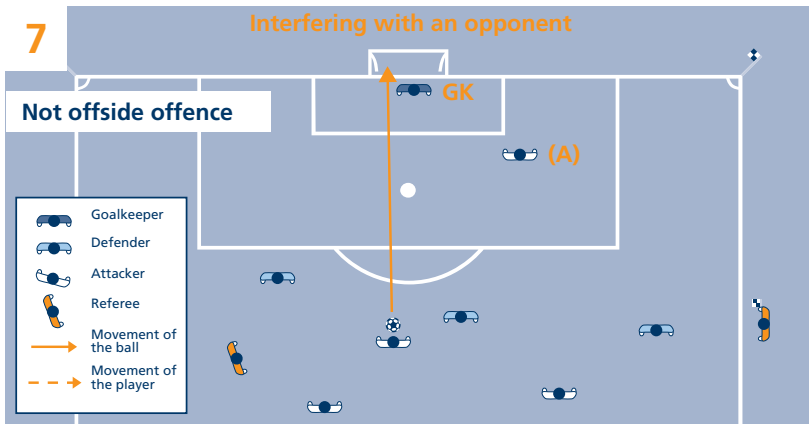 7
Interfering with an opponent
GK
Not offside offence
(A)
Goalkeeper
Defender
Attacker
Referee
Movement of
the ball
Movement of
the player